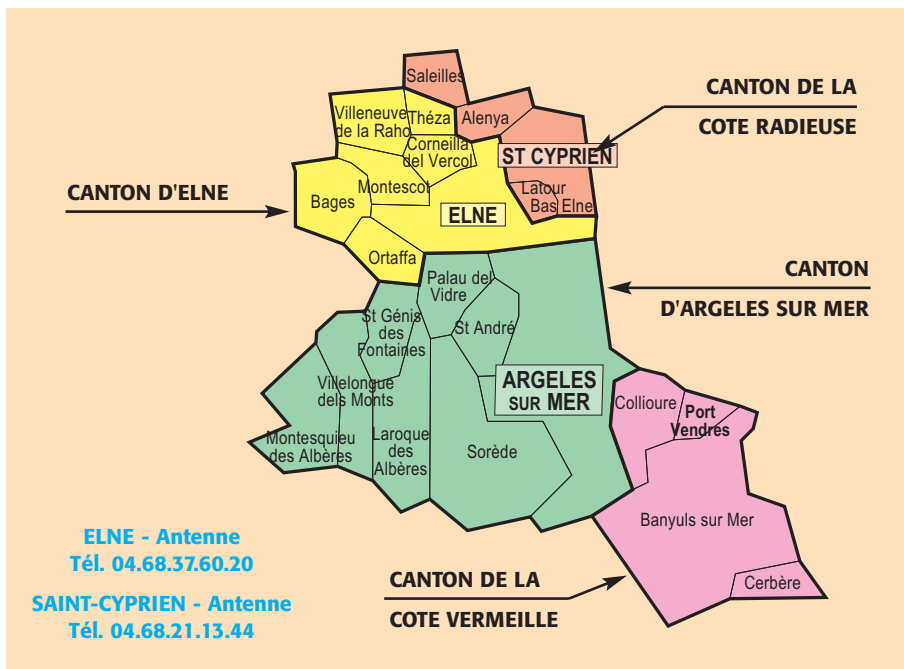 Saleilles
CANTON DE LA
COTE RADIEUSE
Villeneuve
de la Raho
Théza
Alenya
Corneilla
del Vercol
ST CYPRIEN
CANTON D'ELNE
Montescot
Bages
Latour
Bas Elne
ELNE
Ortaffa
CANTON
D'ARGELES SUR MER
Palau del
Vidre
St Génis
des
Fontaines
St André
ARGELES
SUR MER
Villelongue
dels Monts
Collioure
Port
Vendres
Montesquieu
des Albères
Laroque
des
Albères
Sorède
Banyuls sur Mer
Cerbère
ELNE - Antenne
Tél. 04.68.37.60.20
SAINT-CYPRIEN - Antenne
Tél. 04.68.21.13.44
CANTON DE LA
COTE VERMEILLE